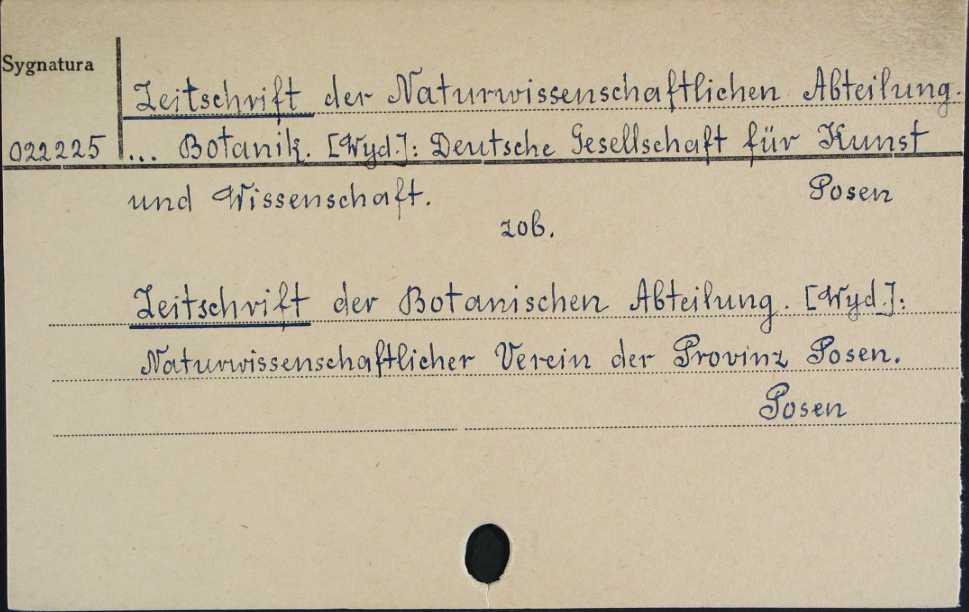 Sygnatura
Zeitschrift der Naturwissenschaftlichen Abteilung.
022225 ... Botanik. [Wyd.]: Deutsche Gesellschaft für Kunst
und Wissenschaft. Posen
zob.
Zeitschrift der Botanischen Abteilung. [Wyd.]:
Naturwissenschaftlicher Verein der Provinz Posen.
Posen